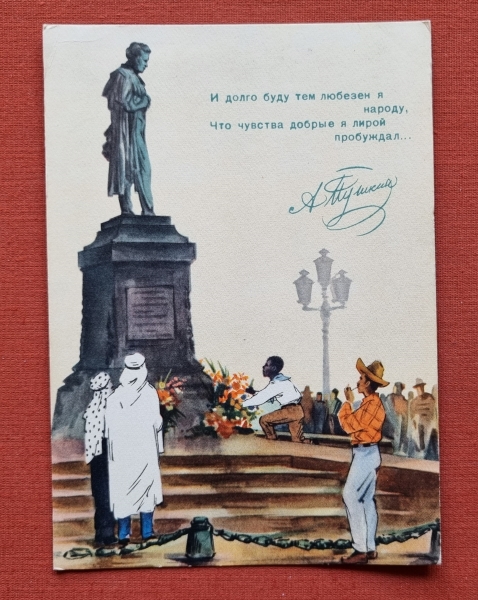 И долго буду тем любезен я
народу,
Что чувства добрые я лирой
пробуждал...
А Пушкин